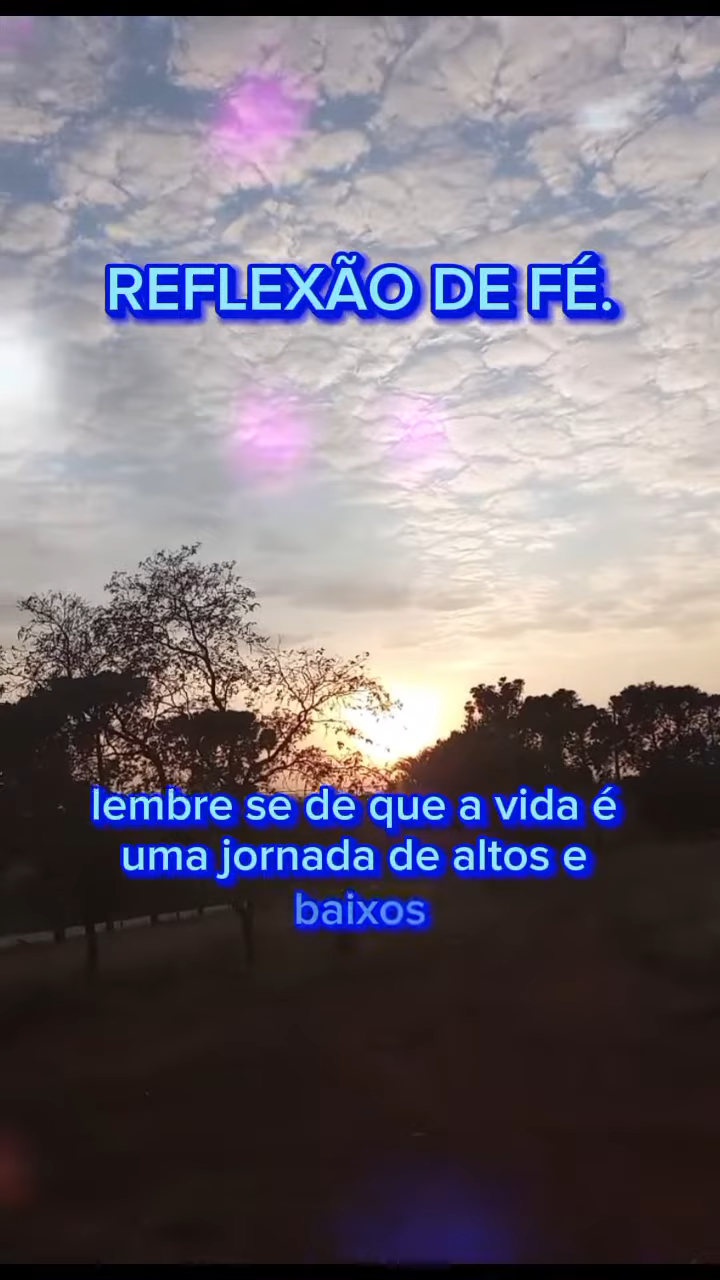 REFLEXÃO DE FÉ.
lembre se de que a vida é
uma jornada de altos e
baixos